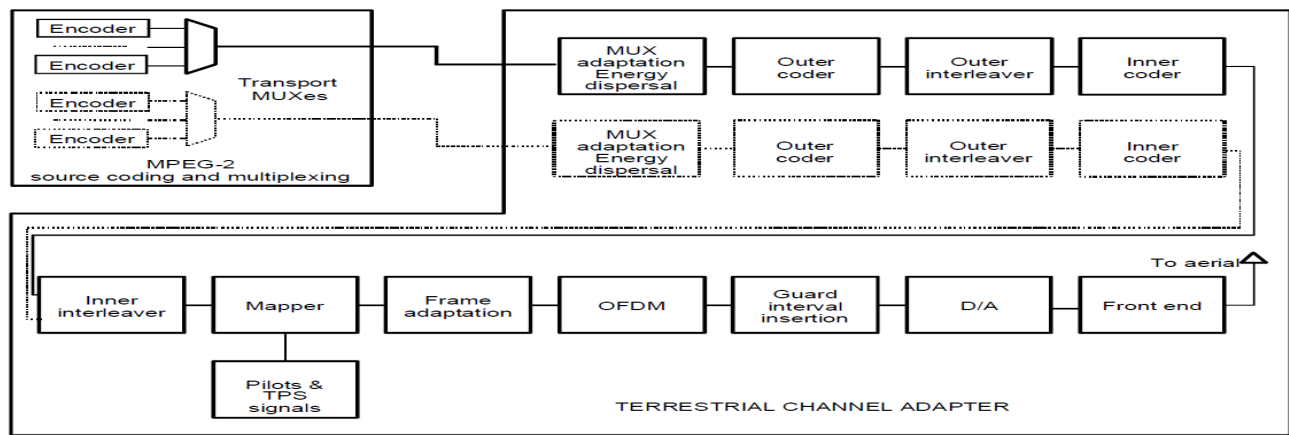 Encoder
Encoder
Transport
MUXes
Encoder
Encoder
MPEG-2
source coding and multiplexing
MUX
adaptation
Energy
dispersal
Outer
coder
Outer
interleaver
Inner
coder
MUX
adaptation
Energy
dispersal
Outer
coder
Outer
interleaver
Inner
coder
To aerial
Inner
interleaver
Mapper
Frame
adaptation
OFDM
Guard
interval
insertion
D/A
Front end
Pilots &
TPS
signals
TERRESTRIAL CHANNEL ADAPTER